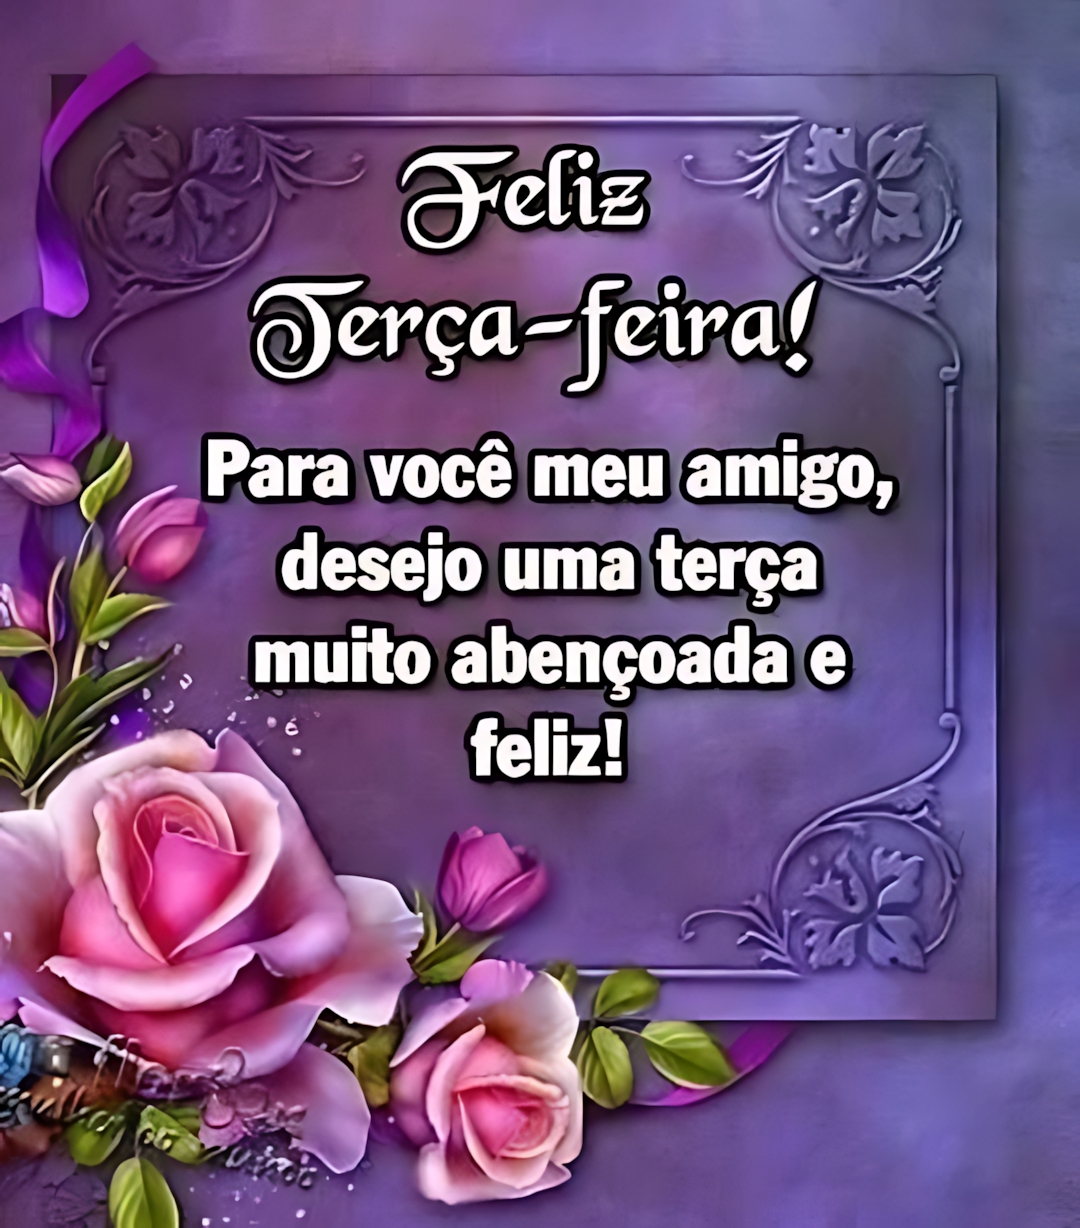 Feliz
Terça-feira!
Para você meu amigo,
desejo uma terça
muito abençoada e
feliz!